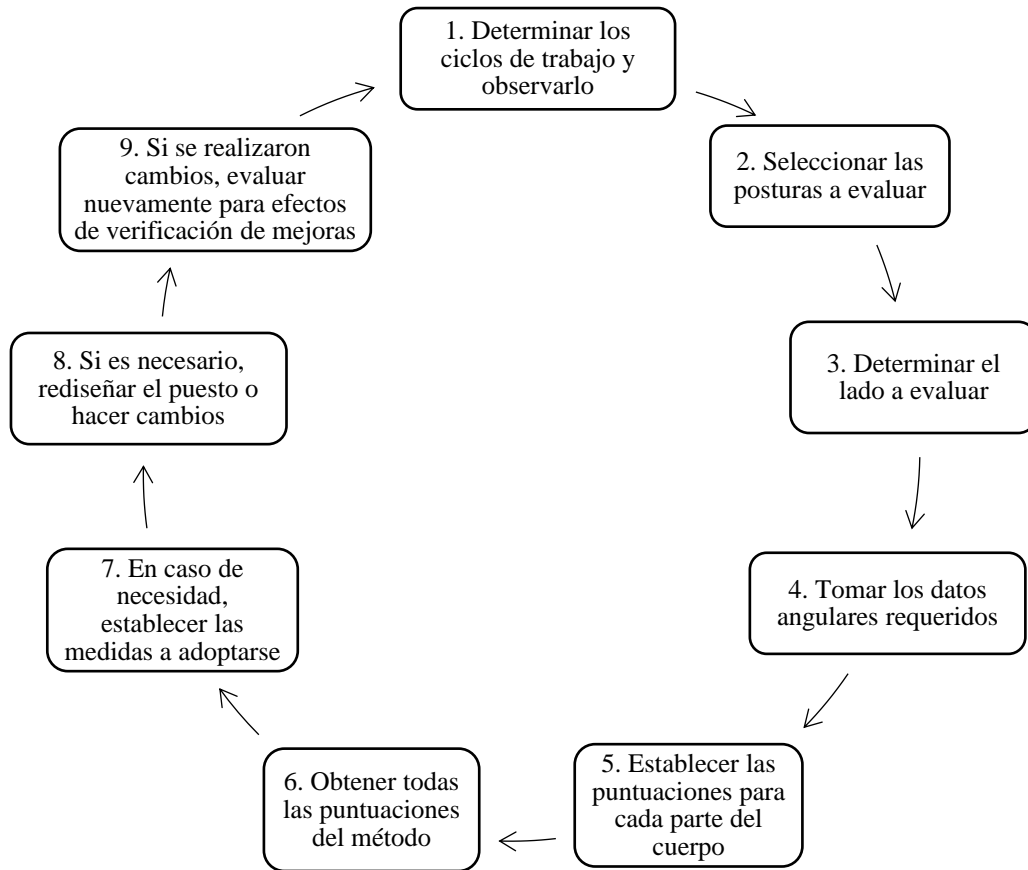 1. Determinar los
ciclos de trabajo y
observarlo
2. Seleccionar las
posturas a evaluar
3. Determinar el
lado a evaluar
4. Tomar los datos
angulares requeridos
5. Establecer las
puntuaciones para
cada parte del
cuerpo
6. Obtener todas
las puntuaciones
del método
7. En caso de
necesidad,
establecer las
medidas a adoptarse
8. Si es necesario,
rediseñar el puesto o
hacer cambios
9. Si se realizaron
cambios, evaluar
nuevamente para efectos
de verificación de mejoras